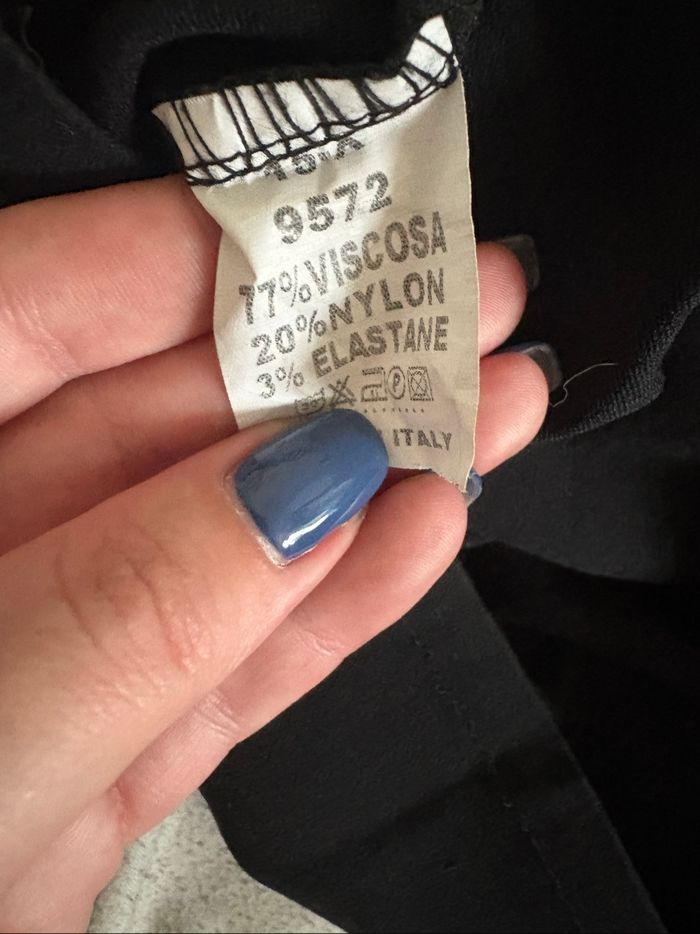 9572
77%VISCOSA
20%NYLON
3% ELASTANE
P
ITALY